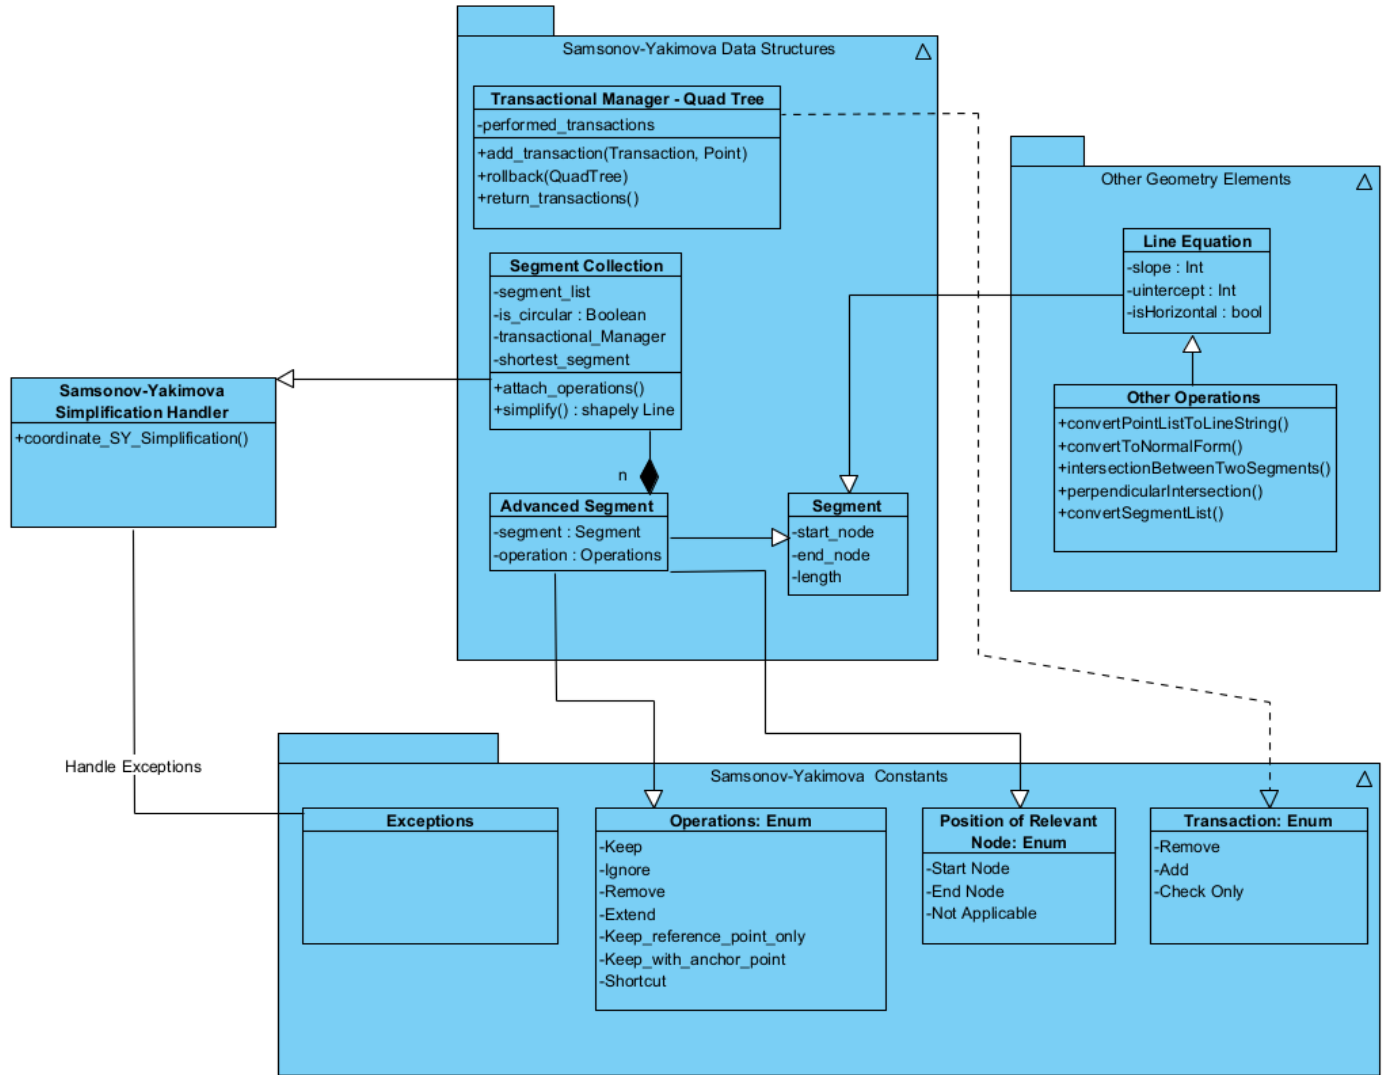 Samsonov-Yakimova Data Structures
Transactional Manager - Quad Tree
-performed_transactions
+add_transaction(Transaction, Point)
+rollback(QuadTree)
+return_transactions()
Segment Collection
-segment_list
-is_circular : Boolean
-transactional_Manager
-shortest_segment
+attach_operations()
+simplify() : shapely Line
n
Advanced Segment
-segment : Segment
-operation : Operations
Segment
-start_node
-end_node
-length
Other Geometry Elements
Line Equation
-slope : Int
-uintercept : Int
-isHorizontal : bool
Other Operations
+convertPointListToLineString()
+convertToNormalForm()
+intersectionBetweenTwoSegments()
+perpendicularIntersection()
+convertSegmentList()
Samsonov-Yakimova
Simplification Handler
+coordinate_SY_Simplification()
Handle Exceptions
Samsonov-Yakimova Constants
Exceptions
Operations: Enum
-Keep
-Ignore
-Remove
-Extend
-Keep_reference_point_only
-Keep_with_anchor_point
-Shortcut
Position of Relevant
Node: Enum
-Start Node
-End Node
-Not Applicable
Transaction: Enum
-Remove
-Add
-Check Only